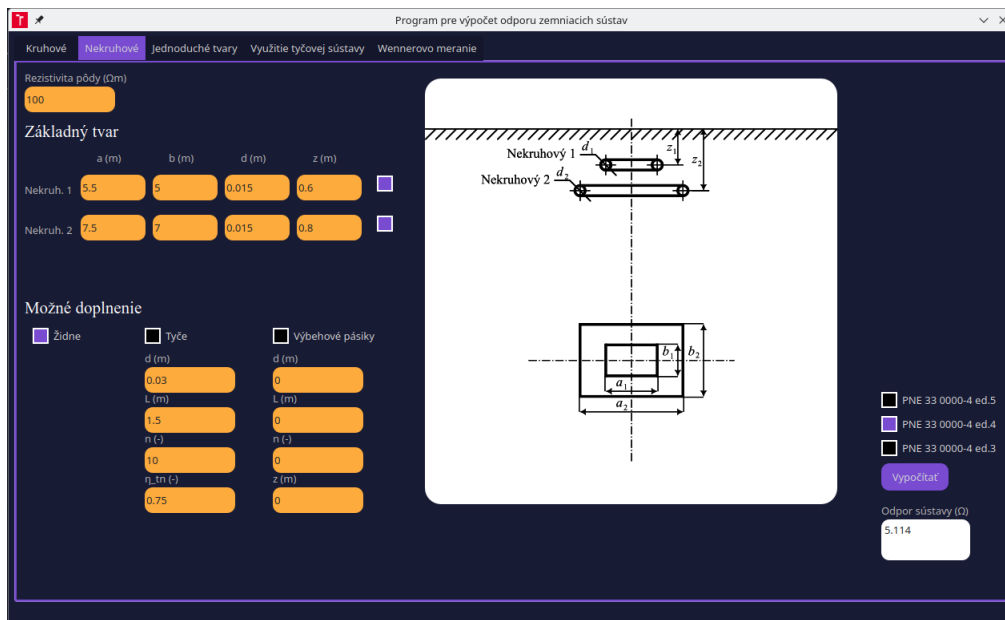 Program pre výpočet odporu zemniacich sústav
Kruhové Nekruhové Jednoduché tvary Využitie tyčovej sústavy Wennerovo meranie
Rezistivita pôdy (Ωm)
100
Základný tvar
a (m) b (m) d (m) z (m)
Nekruh. 1 5.5 5 0.015 0.6
Nekruh. 2 7.5 7 0.015 0.8
Možné doplnenie
Židne Tyče Výbehové pásiky
d (m) d (m)
0.03 0
L (m) L (m)
1.5 0
n (-) n (-)
10 0
η_tn (-) z (m)
0.75 0
Nekruhový 1 d₁ z₁
Nekruhový 2 d₂ z₂
b₁ b₂
a₁
a₂
PNE 33 0000-4 ed.5
PNE 33 0000-4 ed.4
PNE 33 0000-4 ed.3
Vypočítať
Odpor sústavy (Ω)
5.114